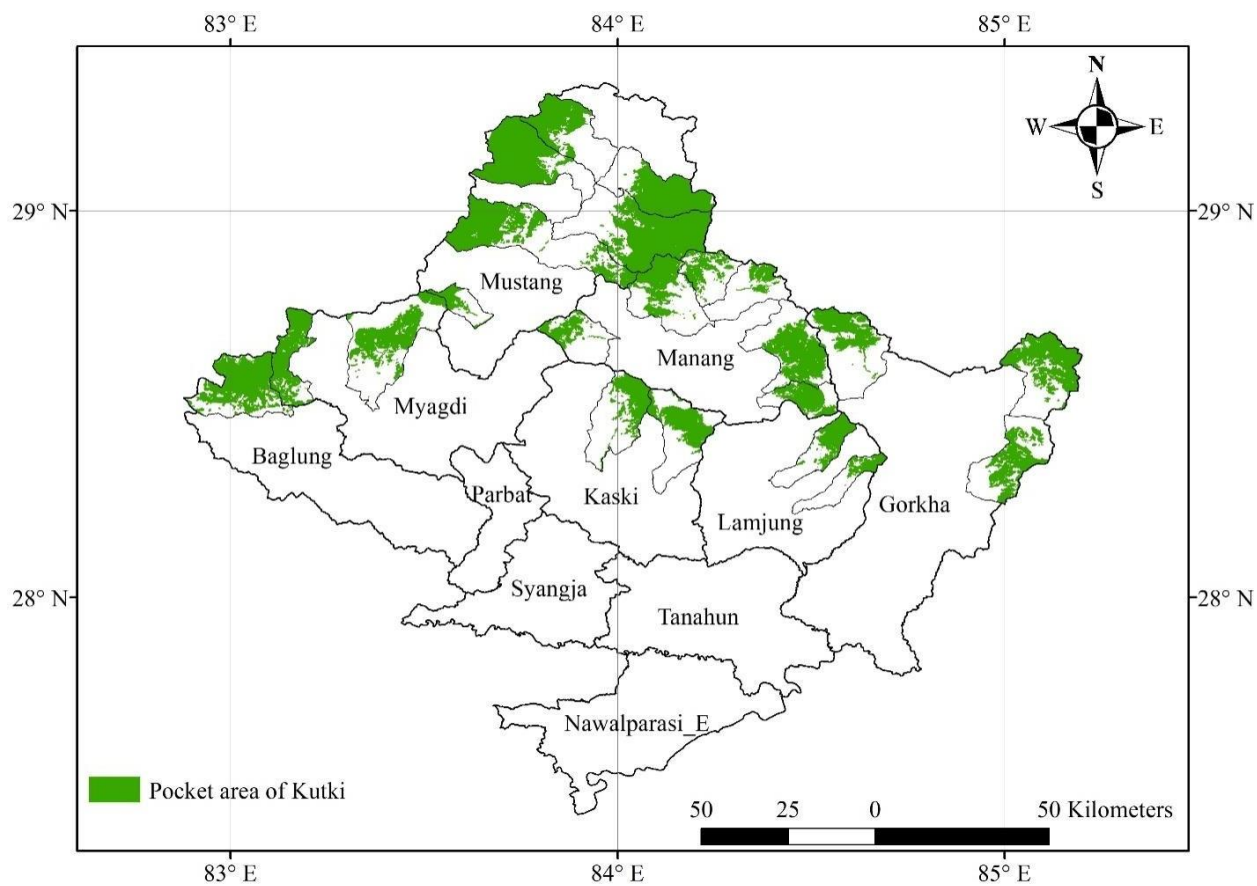 83° E 84° E 85° E
N
W E
S
29° N 29° N
Mustang
Manang
Myagdi
Baglung
Parbat
Kaski
Gorkha
Lamjung
Syangja
28° N 28° N
Tanahun
Nawalparasi_E
Pocket area of Kutki
50 25 0 50 Kilometers
83° E 84° E 85° E